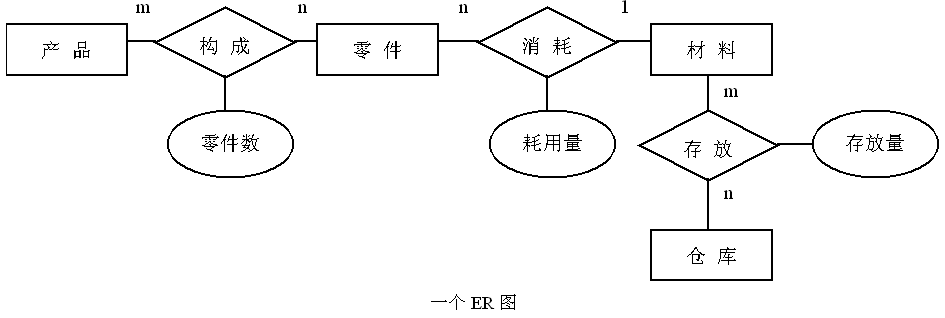 m n n 1
产 品 构 成 零 件 消 耗 材 料
m
零件数 耗用量 存 放 存放量
n
仓 库
一个 ER 图